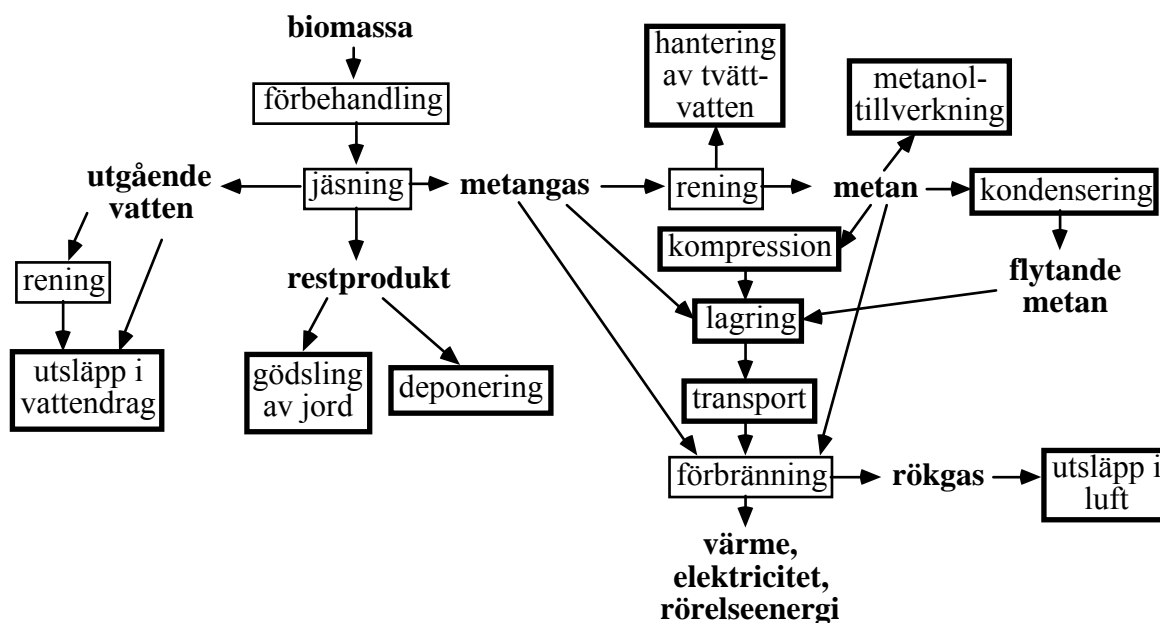 biomassa
förbehandling
hantering
av tvätt-
vatten
metanol-
tillverkning
utgående
vatten
jäsning
metangas
rening
metan
kondensering
kompression
rening
restprodukt
flytande
metan
lagring
utsläpp i
vattendrag
gödsling
av jord
deponering
transport
förbränning
rökgas
utsläpp i
luft
värme,
elektricitet,
rörelseenergi